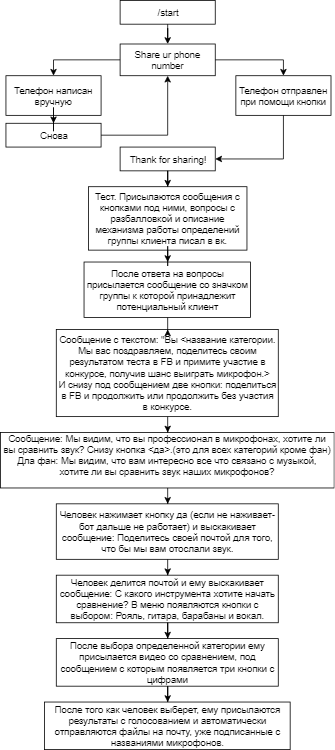 /start
Share ur phone
number
Телефон написан
вручную
Телефон отправлен
при помощи кнопки
Снова
Thank for sharing!
Тест. Присылаются сообщения с
кнопками под ними, вопросы с
разбалловкой и описание
механизма работы определений
группы клиента писал в вк.
После ответа на вопросы
присылается сообщение со значком
группы к которой принадлежит
потенциальный клиент
Сообщение с текстом: "Вы <название категории.
Мы вас поздравляем, поделитесь своим
результатом теста в FB и примите участие в
конкурсе, получив шанс выиграть микрофон.>
И снизу под сообщением две кнопки: поделиться
в FB и продолжить или продолжить без участия
в конкурсе.
Сообщение: Мы видим, что вы профессионал в микрофонах, хотите ли
вы сравнить звук? Снизу кнопка <да>.(это для всех категорий кроме фан)
Дла фан: Мы видим, что вам интересно все что связано с музыкой,
хотите ли вы сравнить звук наших микрофонов?
Человек нажимает кнопку да (если не наживает-
бот дальше не работает) и выскакивает
сообщение: Поделитесь своей почтой для того,
что бы мы вам отослали звук.
Человек делится почтой и ему выскакивает
сообщение: С какого инструмента хотите начать
сравнение? В меню появляются кнопки с
выбором: Рояль, гитара, барабаны и вокал.
После выбора определенной категории ему
присылается видео со сравнением, под
сообщением с которым появляется три кнопки с
цифрами
После того как человек выберет, ему присылаются
результаты с голосованием и автоматически
отправляются файлы на почту, уже подписанные с
названиями микрофонов.